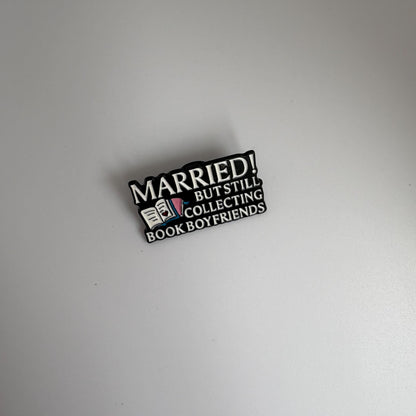 MARRIED!
BUT STILL
COLLECTING
BOOK BOYFRIENDS